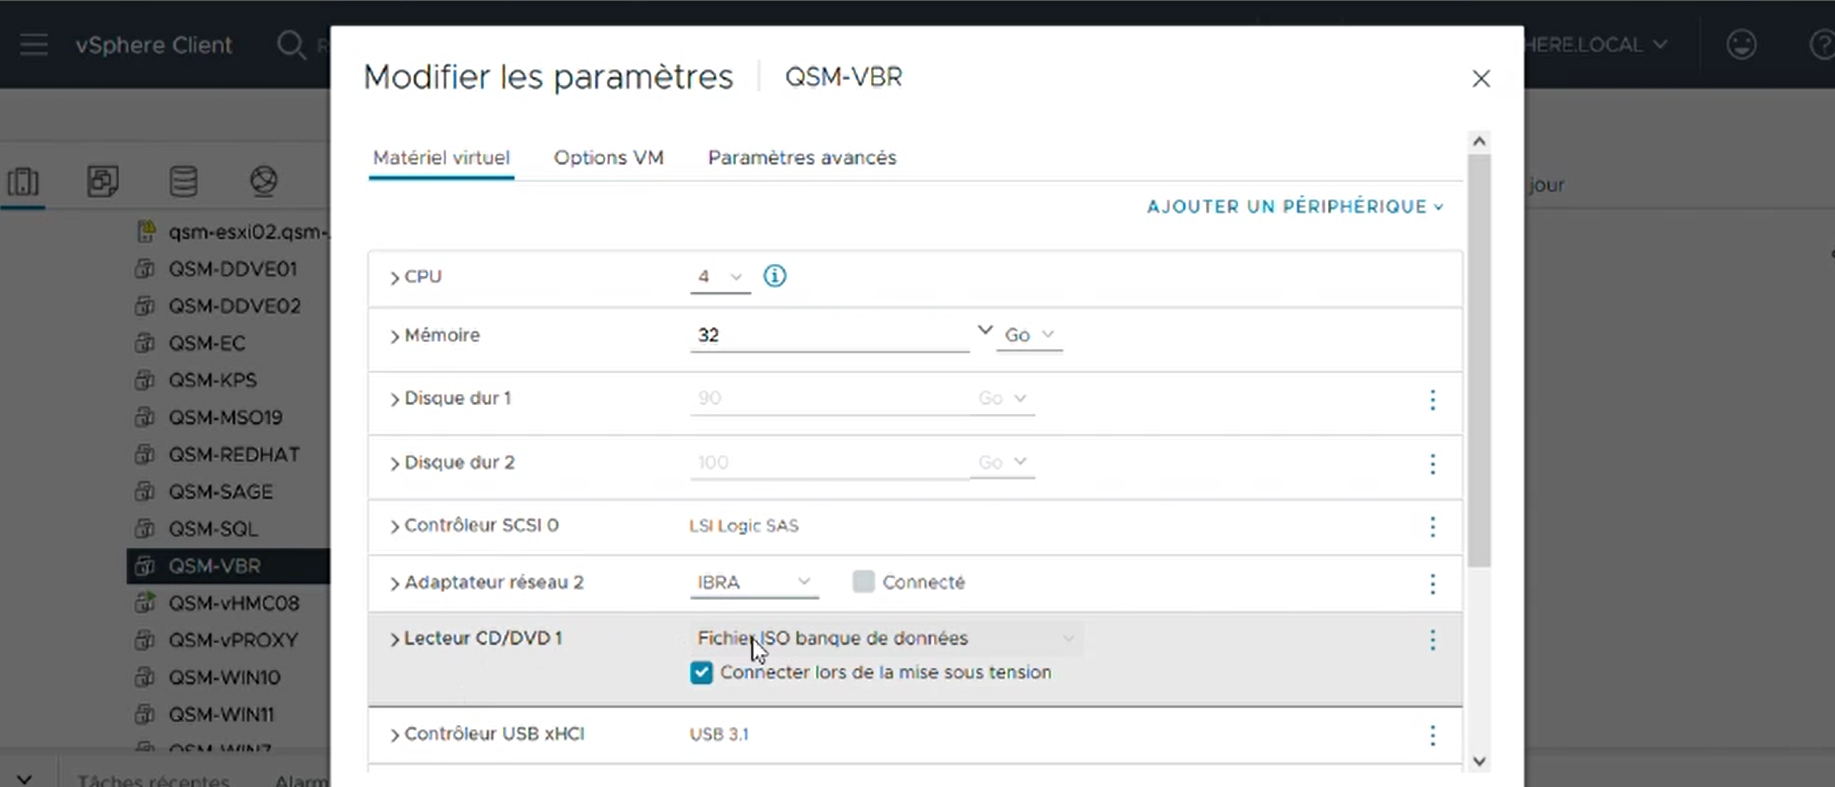 vSphere Client
HERE.LOCAL
Modifier les paramètres QSM-VBR
Matériel virtuel Options VM Paramètres avancés
jour
AJOUTER UN PÉRIPHÉRIQUE
qsm-esxi02.qsm-
QSM-DDVE01
QSM-DDVE02
QSM-EC
QSM-KPS
QSM-MSO19
QSM-REDHAT
QSM-SAGE
QSM-SQL
QSM-VBR
QSM-vHMC08
QSM-vPROXY
QSM-WIN10
QSM-WIN11
QSM-WIN7
Tâches récentes Alarm
CPU 4
Mémoire 32 Go
Disque dur 1 90 Go
Disque dur 2 100 Go
Contrôleur SCSI 0 LSI Logic SAS
Adaptateur réseau 2 IBRA Connecté
Lecteur CD/DVD 1 Fichier ISO banque de données
Connecter lors de la mise sous tension
Contrôleur USB xHCI USB 3.1